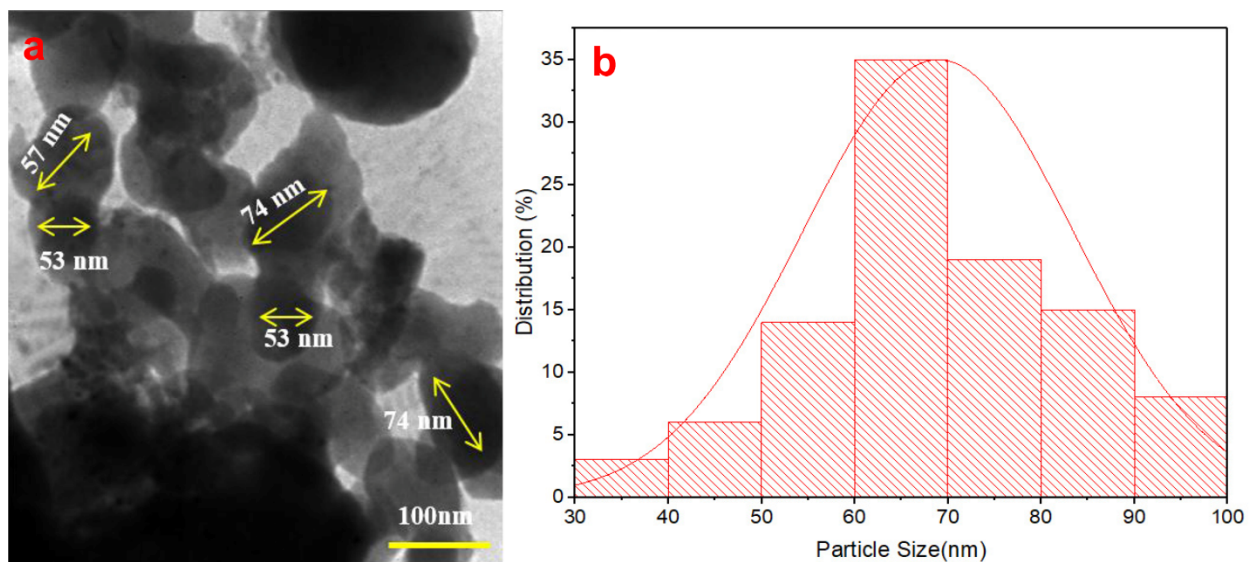 a
57 nm
53 nm
74 nm
53 nm
74 nm
100nm
b
Distribution (%)
35
30
25
20
15
10
5
0
30 40 50 60 70 80 90 100
Particle Size(nm)